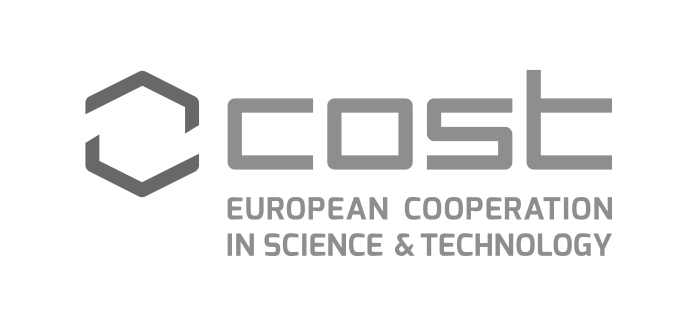 cost
EUROPEAN COOPERATION
IN SCIENCE & TECHNOLOGY